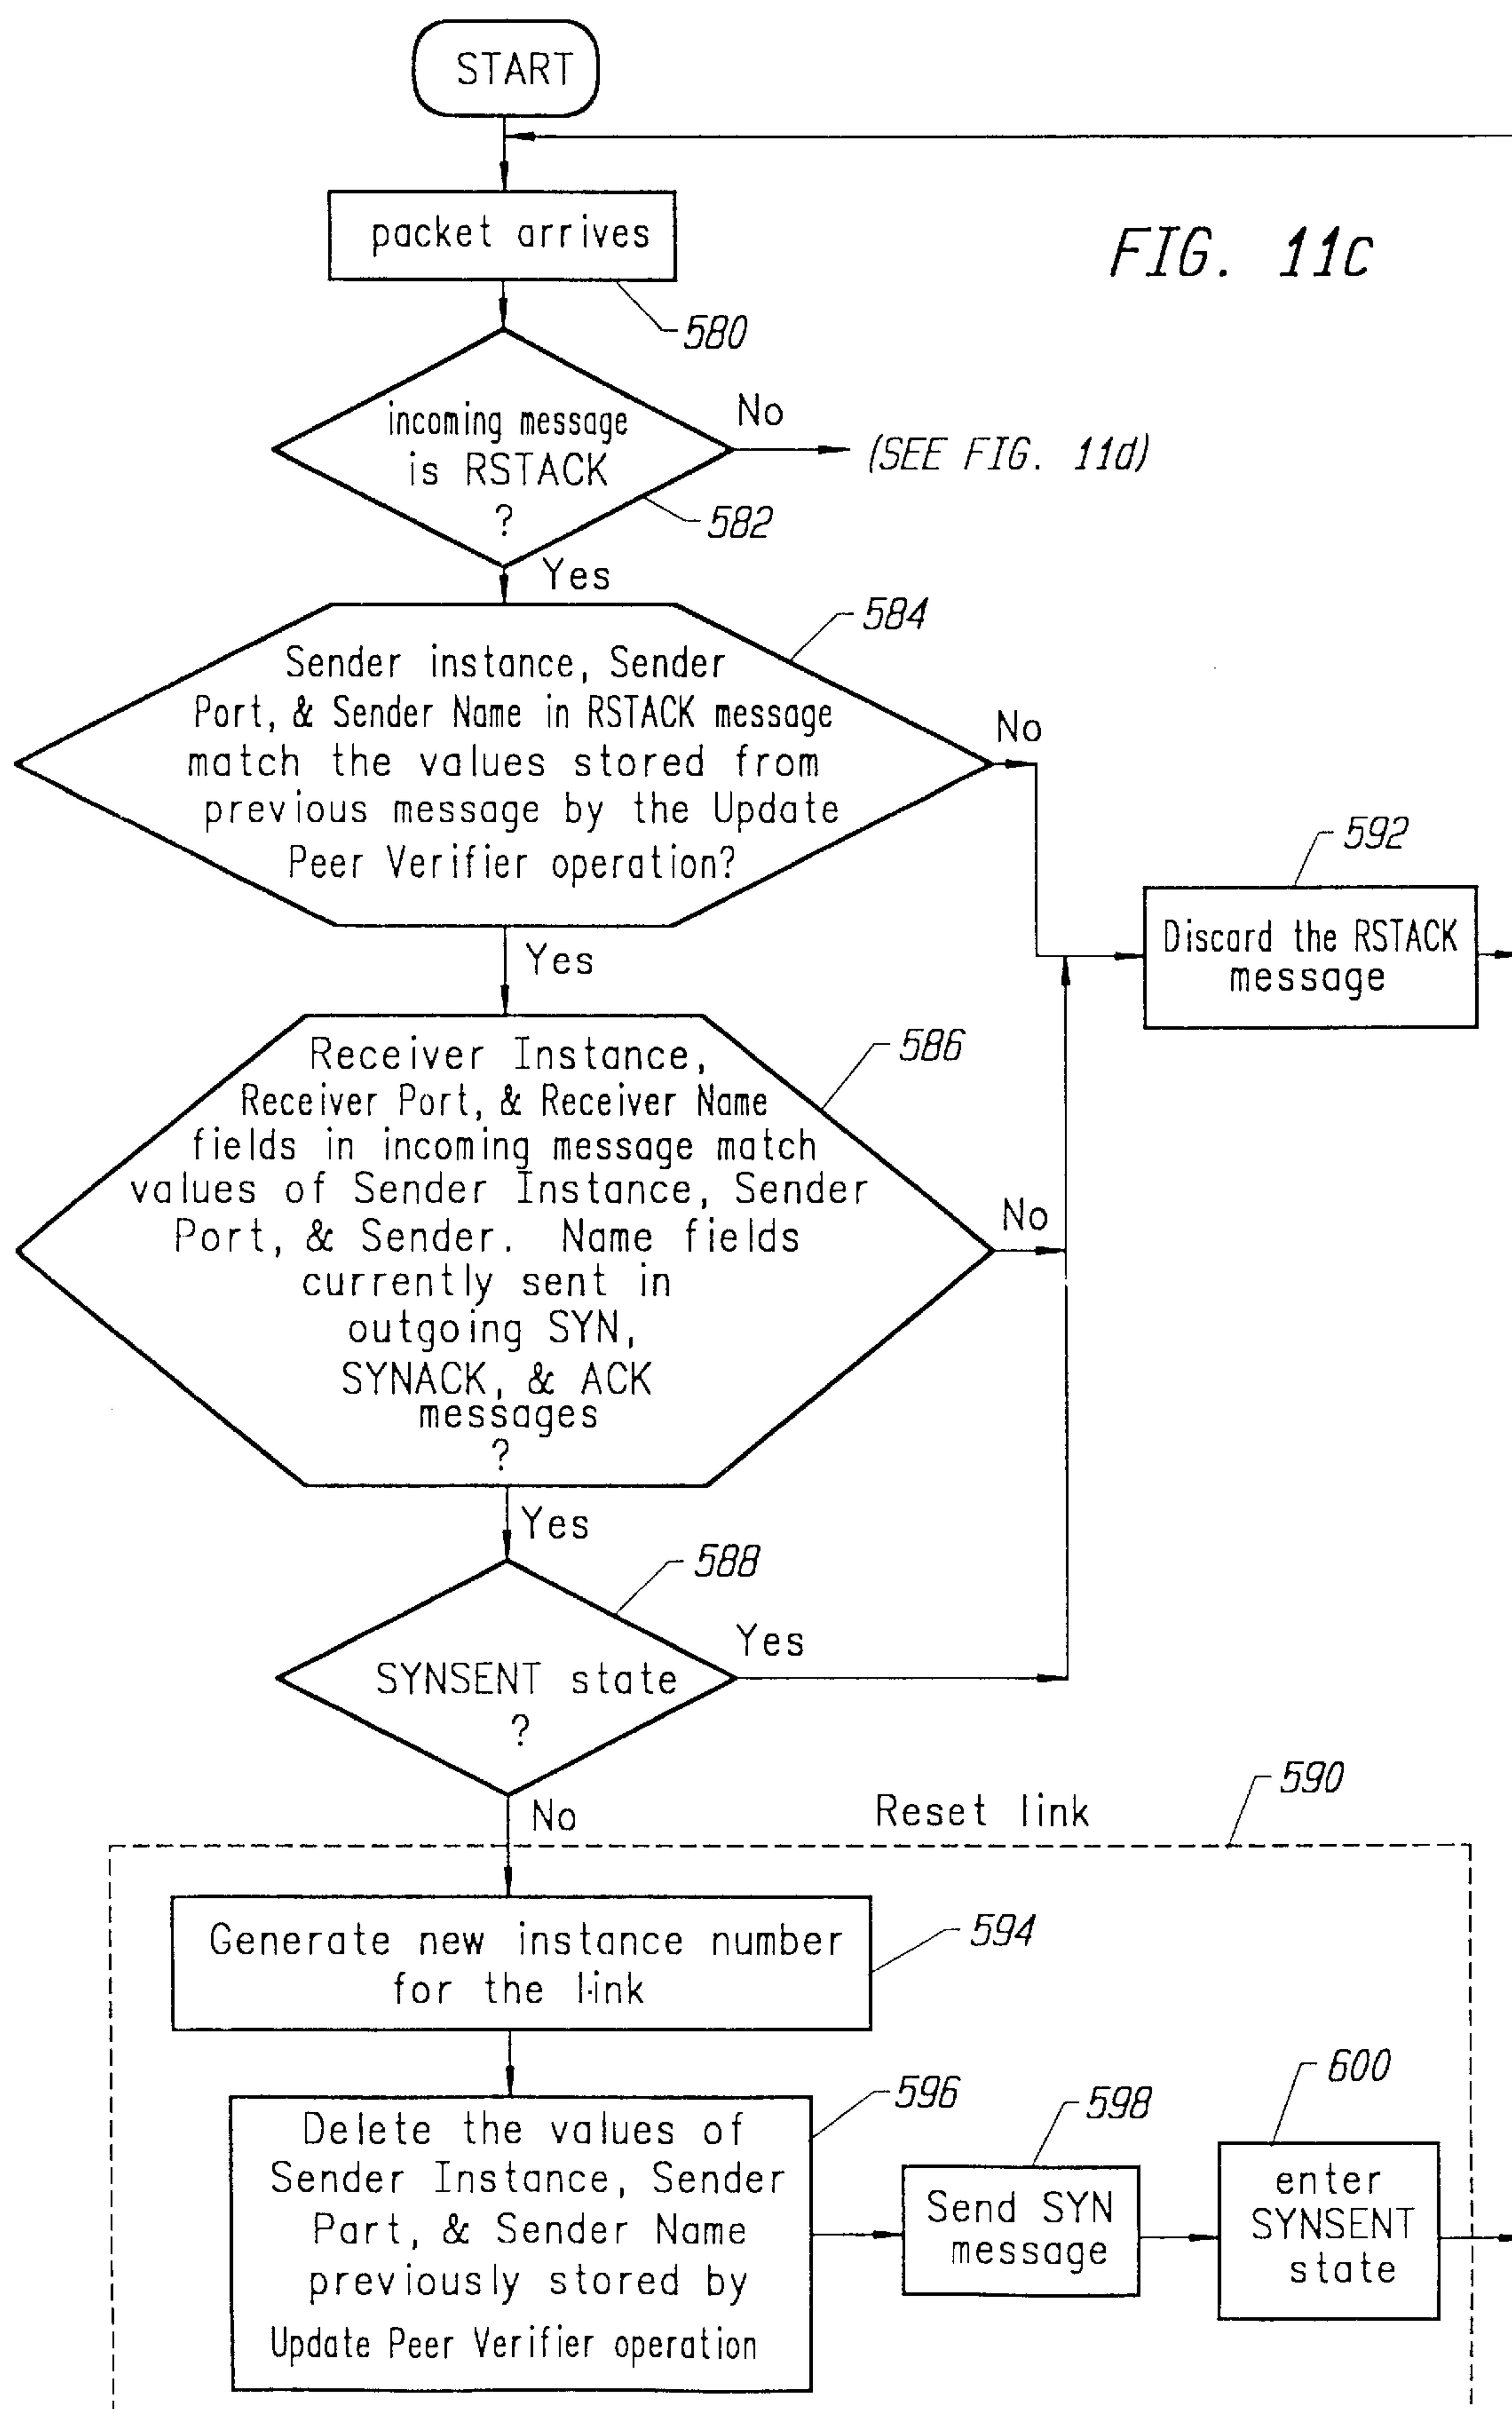 START
packet arrives
FIG. 11c
580
incoming message
is RSTACK
?
No
(SEE FIG. 11d)
582
Yes
584
Sender instance, Sender
Port, & Sender Name in RSTACK message
match the values stored from
previous message by the Update
Peer Verifier operation?
No
592
Discard the RSTACK
message
Yes
586
Receiver Instance,
Receiver Port, & Receiver Name
fields in incoming message match
values of Sender Instance, Sender
Port, & Sender. Name fields
currently sent in
outgoing SYN,
SYNACK, & ACK
messages
?
No
Yes
588
SYNSENT state
?
Yes
No
Reset link
590
Generate new instance number
for the link
594
Delete the values of
Sender Instance, Sender
Port, & Sender Name
previously stored by
Update Peer Verifier operation
596
Send SYN
message
598
enter
SYNSENT
state
600